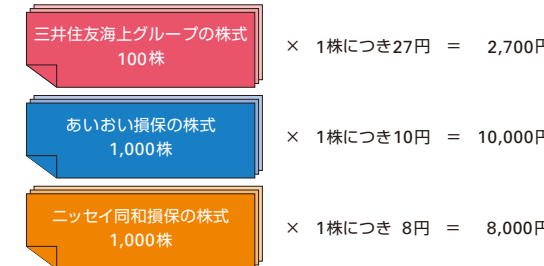 三井住友海上グループの株式
100株
× 1株につき27円 = 2,700円
あいおい損保の株式
1,000株
× 1株につき10円 = 10,000円
ニッセイ同和損保の株式
1,000株
× 1株につき 8円 = 8,000円